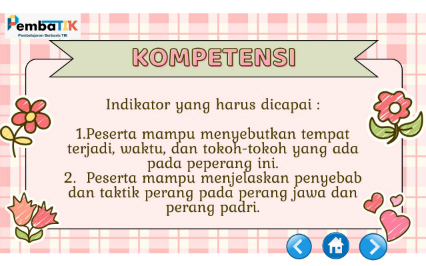 PembaTIK
Pembelajaran Berbasis TIK
KOMPETENSI
Indikator yang harus dicapai :
1.Peserta mampu menyebutkan tempat
terjadi, waktu, dan tokoh-tokoh yang ada
pada peperang ini.
2. Peserta mampu menjelaskan penyebab
dan taktik perang pada perang jawa dan
perang padri.